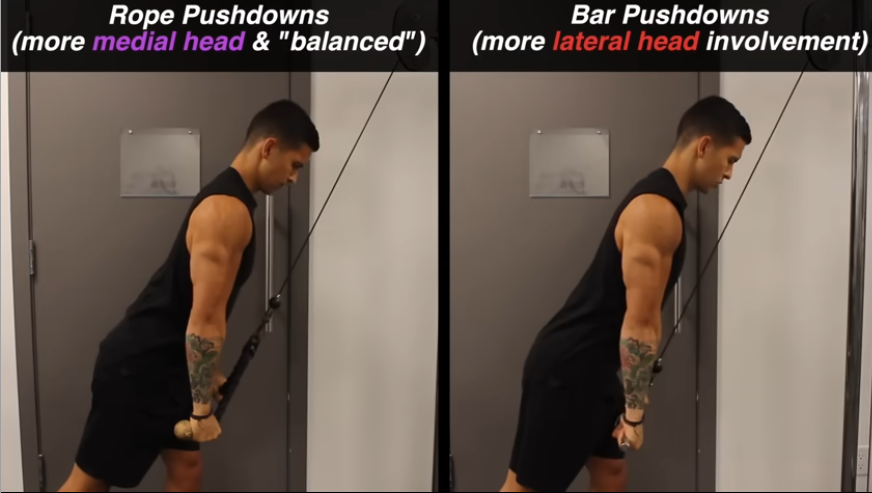 Rope Pushdowns
(more medial head & "balanced")
Bar Pushdowns
(more lateral head involvement)